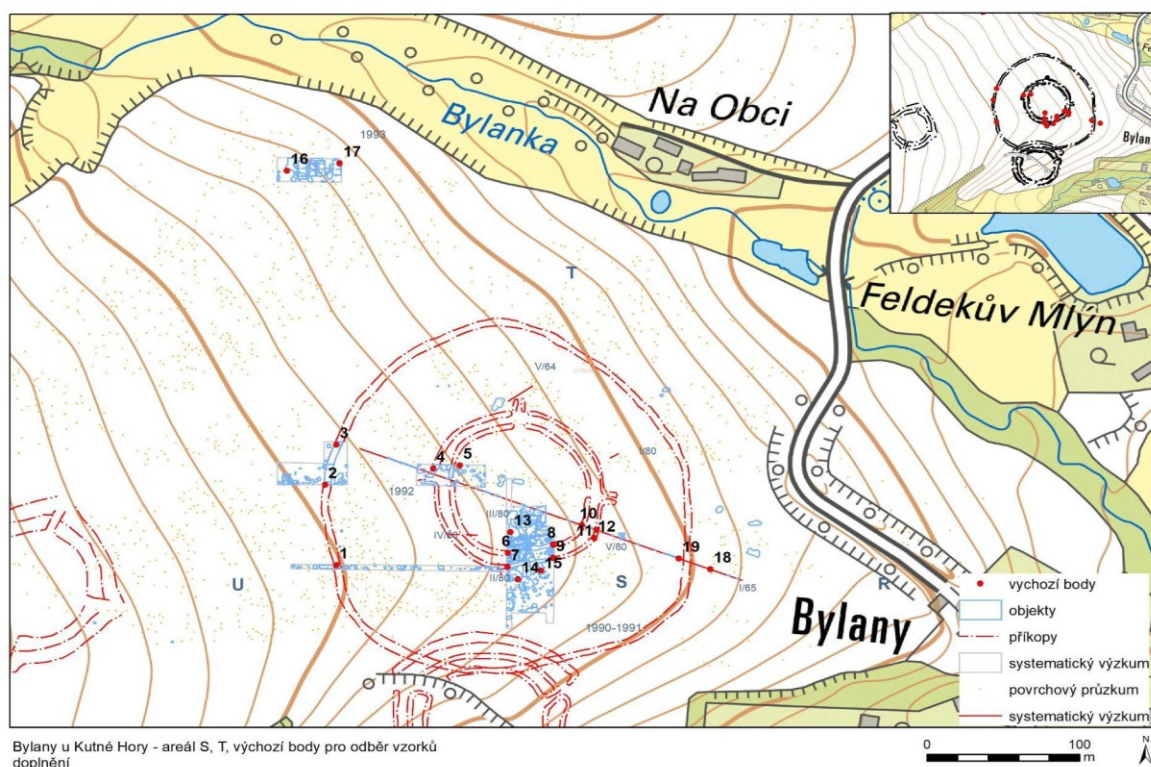 Na Obci
Bylanka
Bylany
1993
16
17
T
Feldekův Mlýn
V/64
I/80
3
2
4
5
1992
III/80
IV/80
13
6
7
8
9
10
11
12
V/80
19
18
1
II/80
14
15
U
S
R
I/65
1990-1991
Bylany
vychozí body
objekty
příkopy
systematický výzkum
povrchový průzkum
systematický výzkum
Bylany u Kutné Hory - areál S, T, výchozí body pro odběr vzorků
doplnění
0 100
m
N